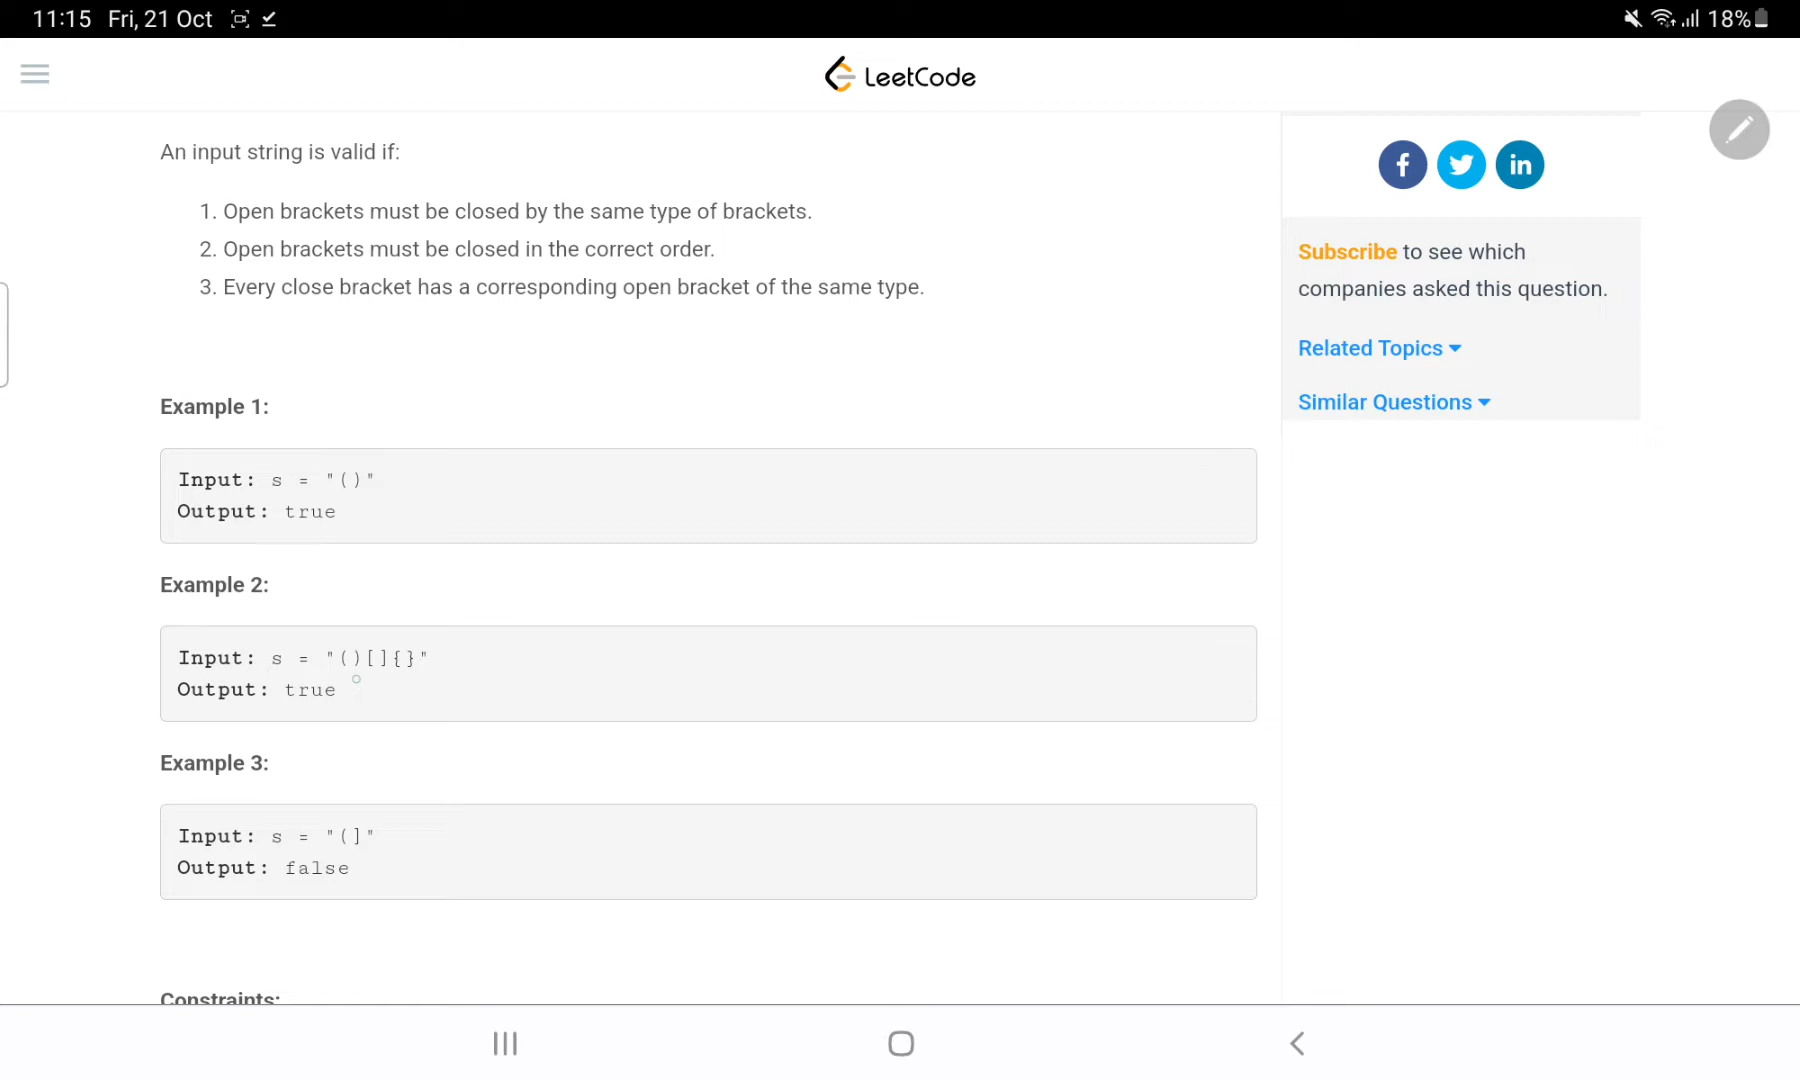 11:15 Fri, 21 Oct
18%
LeetCode
An input string is valid if:
1. Open brackets must be closed by the same type of brackets.
2. Open brackets must be closed in the correct order.
3. Every close bracket has a corresponding open bracket of the same type.
Example 1:
Input: s = "()"
Output: true
Example 2:
Input: s = "()[]{}"
Output: true
Example 3:
Input: s = "(]"
Output: false
Constraints:
f
in
Subscribe to see which
companies asked this question.
Related Topics
Similar Questions